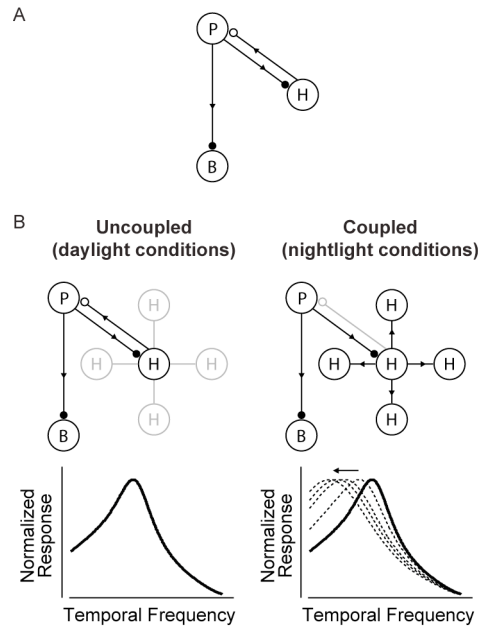 A
P
H
B
B
Uncoupled
(daylight conditions)
Coupled
(nightlight conditions)
P
H
H
H
H
H
B
P
H
H
H
H
H
B
Normalized
Response
Temporal Frequency
Normalized
Response
Temporal Frequency